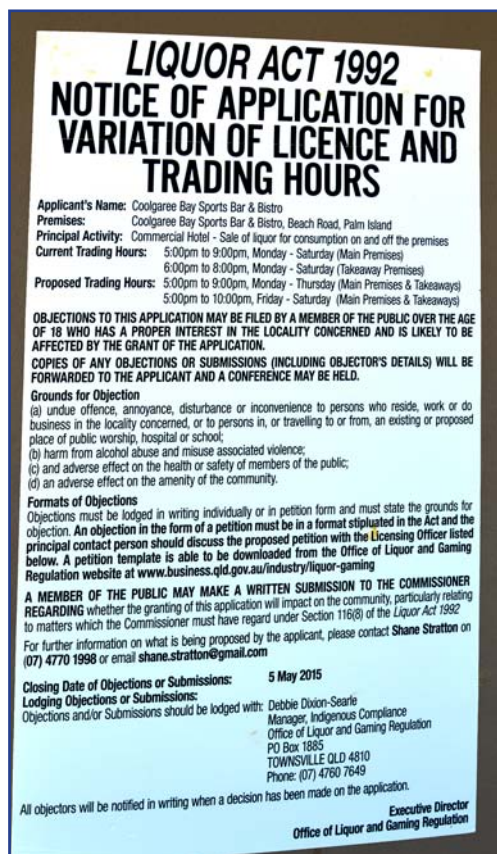 LIQUOR ACT 1992
NOTICE OF APPLICATION FOR
VARIATION OF LICENCE AND
TRADING HOURS
Applicant's Name: Coolgaree Bay Sports Bar & Bistro
Premises: Coolgaree Bay Sports Bar & Bistro, Beach Road, Palm Island
Principal Activity: Commercial Hotel - Sale of liquor for consumption on and off the premises
Current Trading Hours: 5:00pm to 9:00pm, Monday - Saturday (Main Premises)
6:00pm to 8:00pm, Monday - Saturday (Takeaway Premises)
Proposed Trading Hours: 5:00pm to 9:00pm, Monday - Thursday (Main Premises & Takeaways)
5:00pm to 10:00pm, Friday - Saturday (Main Premises & Takeaways)
OBJECTIONS TO THIS APPLICATION MAY BE FILED BY A MEMBER OF THE PUBLIC OVER THE AGE
OF 18 WHO HAS A PROPER INTEREST IN THE LOCALITY CONCERNED AND IS LIKELY TO BE
AFFECTED BY THE GRANT OF THE APPLICATION.
COPIES OF ANY OBJECTIONS OR SUBMISSIONS (INCLUDING OBJECTOR'S DETAILS) WILL BE
FORWARDED TO THE APPLICANT AND A CONFERENCE MAY BE HELD.
Grounds for Objection
(a) undue offence, annoyance, disturbance or inconvenience to persons who reside, work or do
business in the locality concerned, or to persons in, or travelling to or from, an existing or proposed
place of public worship, hospital or school;
(b) harm from alcohol abuse and misuse associated violence;
(c) and adverse effect on the health or safety of members of the public;
(d) an adverse effect on the amenity of the community.
Formats of Objections
Objections must be lodged in writing individually or in petition form and must state the grounds for
objection. An objection in the form of a petition must be in a format stipluated in the Act and the
principal contact person should discuss the proposed petition with the Licensing Officer listed
below. A petition template is able to be downloaded from the Office of Liquor and Gaming
Regulation website at www.business.qld.gov.au/industry/liquor-gaming
A MEMBER OF THE PUBLIC MAY MAKE A WRITTEN SUBMISSION TO THE COMMISSIONER
REGARDING whether the granting of this application will impact on the community, particularly relating
to matters which the Commissioner must have regard under Section 116(8) of the Liquor Act 1992
For further information on what is being proposed by the applicant, please contact Shane Stratton on
(07) 4770 1998 or email shane.stratton@gmail.com
Closing Date of Objections or Submissions: 5 May 2015
Lodging Objections or Submissions:
Objections and/or Submissions should be lodged with: Debbie Dixion-Searle
Manager, Indigenous Compliance
Office of Liquor and Gaming Regulation
PO Box 1885
TOWNSVILLE QLD 4810
Phone: (07) 4760 7649
All objectors will be notified in writing when a decision has been made on the application.
Executive Director
Office of Liquor and Gaming Regulation